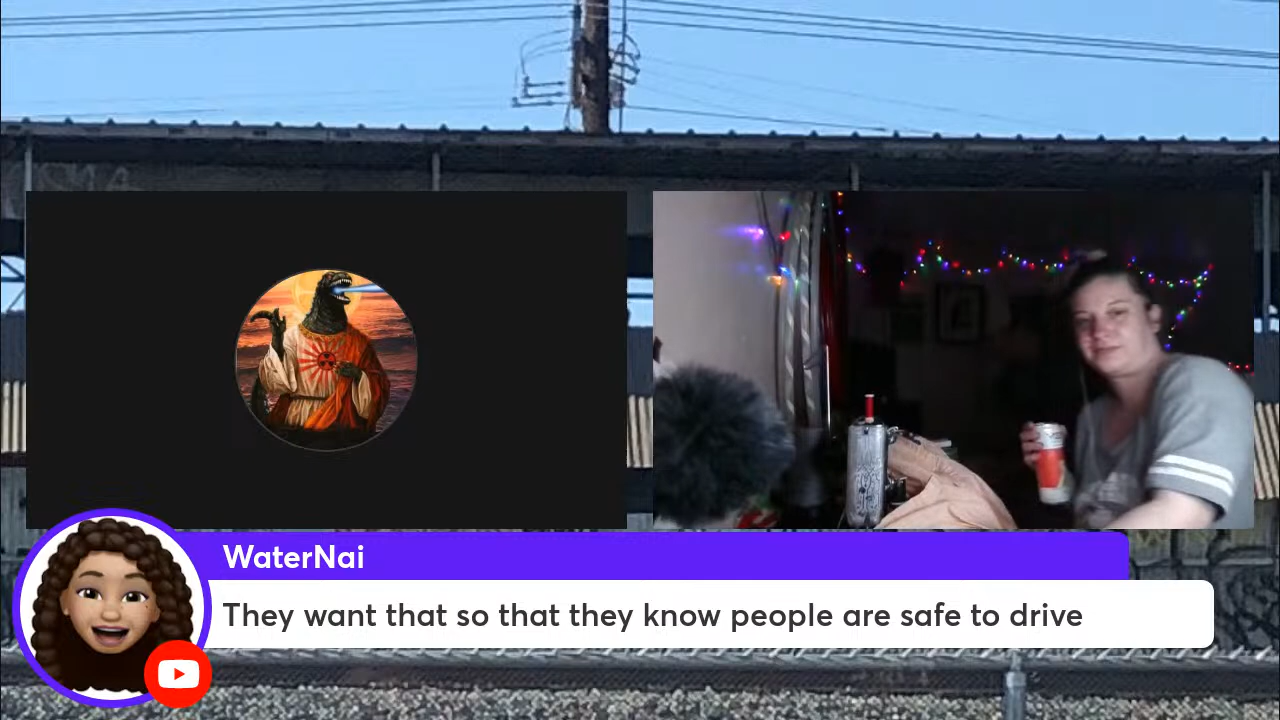 WaterNai
They want that so that they know people are safe to drive